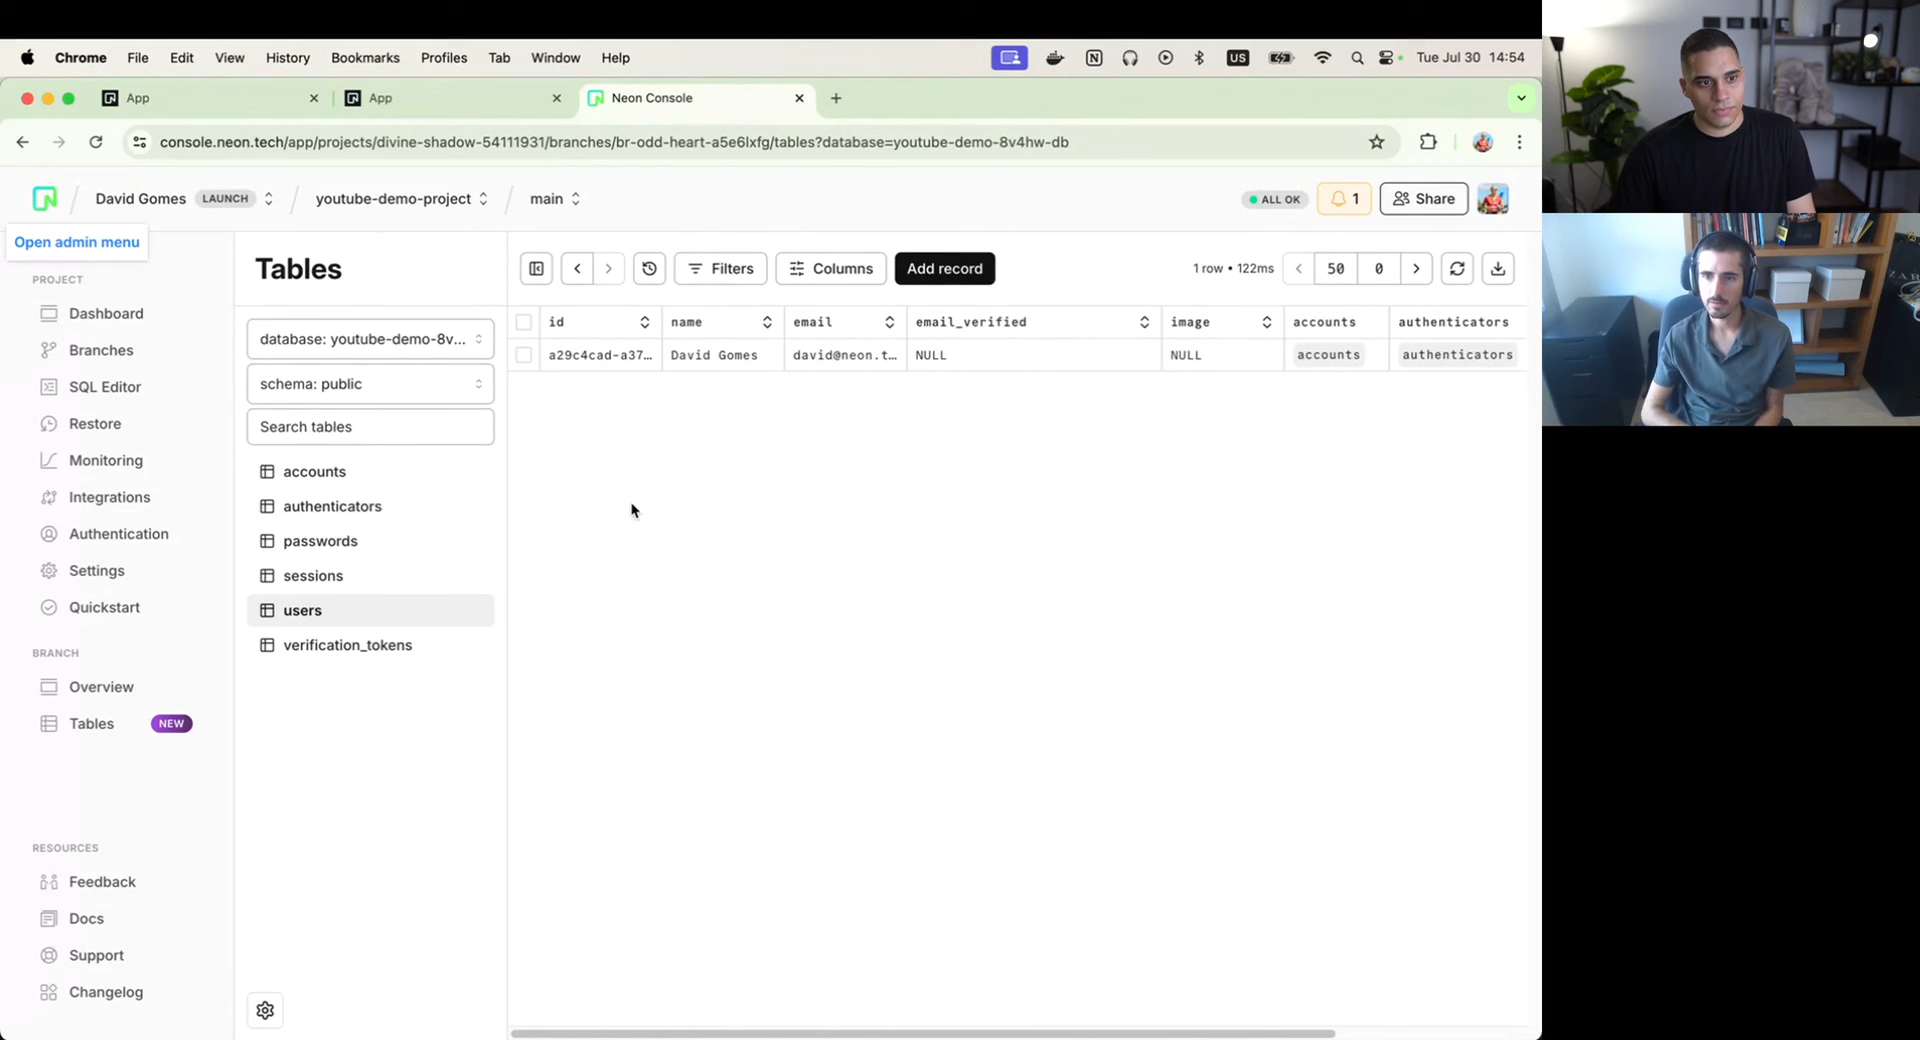 Chrome File Edit View History Bookmarks Profiles Tab Window Help US Tue Jul 30 14:54
App App Neon Console
console.neon.tech/app/projects/divine-shadow-54111931/branches/br-odd-heart-a5e6lxfg/tables?database=youtube-demo-8v4hw-db
David Gomes LAUNCH / youtube-demo-project / main ALL OK 1 Share
Open admin menu
PROJECT
Dashboard
Branches
SQL Editor
Restore
Monitoring
Integrations
Authentication
Settings
Quickstart
BRANCH
Overview
Tables NEW
RESOURCES
Feedback
Docs
Support
Changelog
Tables
database: youtube-demo-8v...
schema: public
Search tables
accounts
authenticators
passwords
sessions
users
verification_tokens
Filters Columns Add record 1 row • 122ms 50 0
id name email email_verified image accounts authenticators
a29c4cad-a37... David Gomes david@neon.t... NULL NULL accounts authenticators